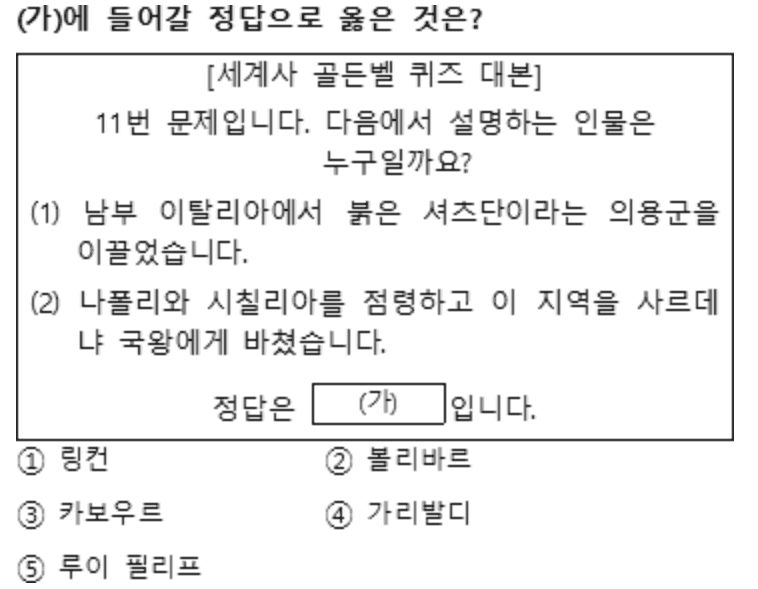 (가)에 들어갈 정답으로 옳은 것은?
[세계사 골든벨 퀴즈 대본]
11번 문제입니다. 다음에서 설명하는 인물은
누구일까요?
(1) 남부 이탈리아에서 붉은 셔츠단이라는 의용군을
이끌었습니다.
(2) 나폴리와 시칠리아를 점령하고 이 지역을 사르데
냐 국왕에게 바쳤습니다.
정답은 (가) 입니다.
① 링컨 ② 볼리바르
③ 카보우르 ④ 가리발디
⑤ 루이 필리프